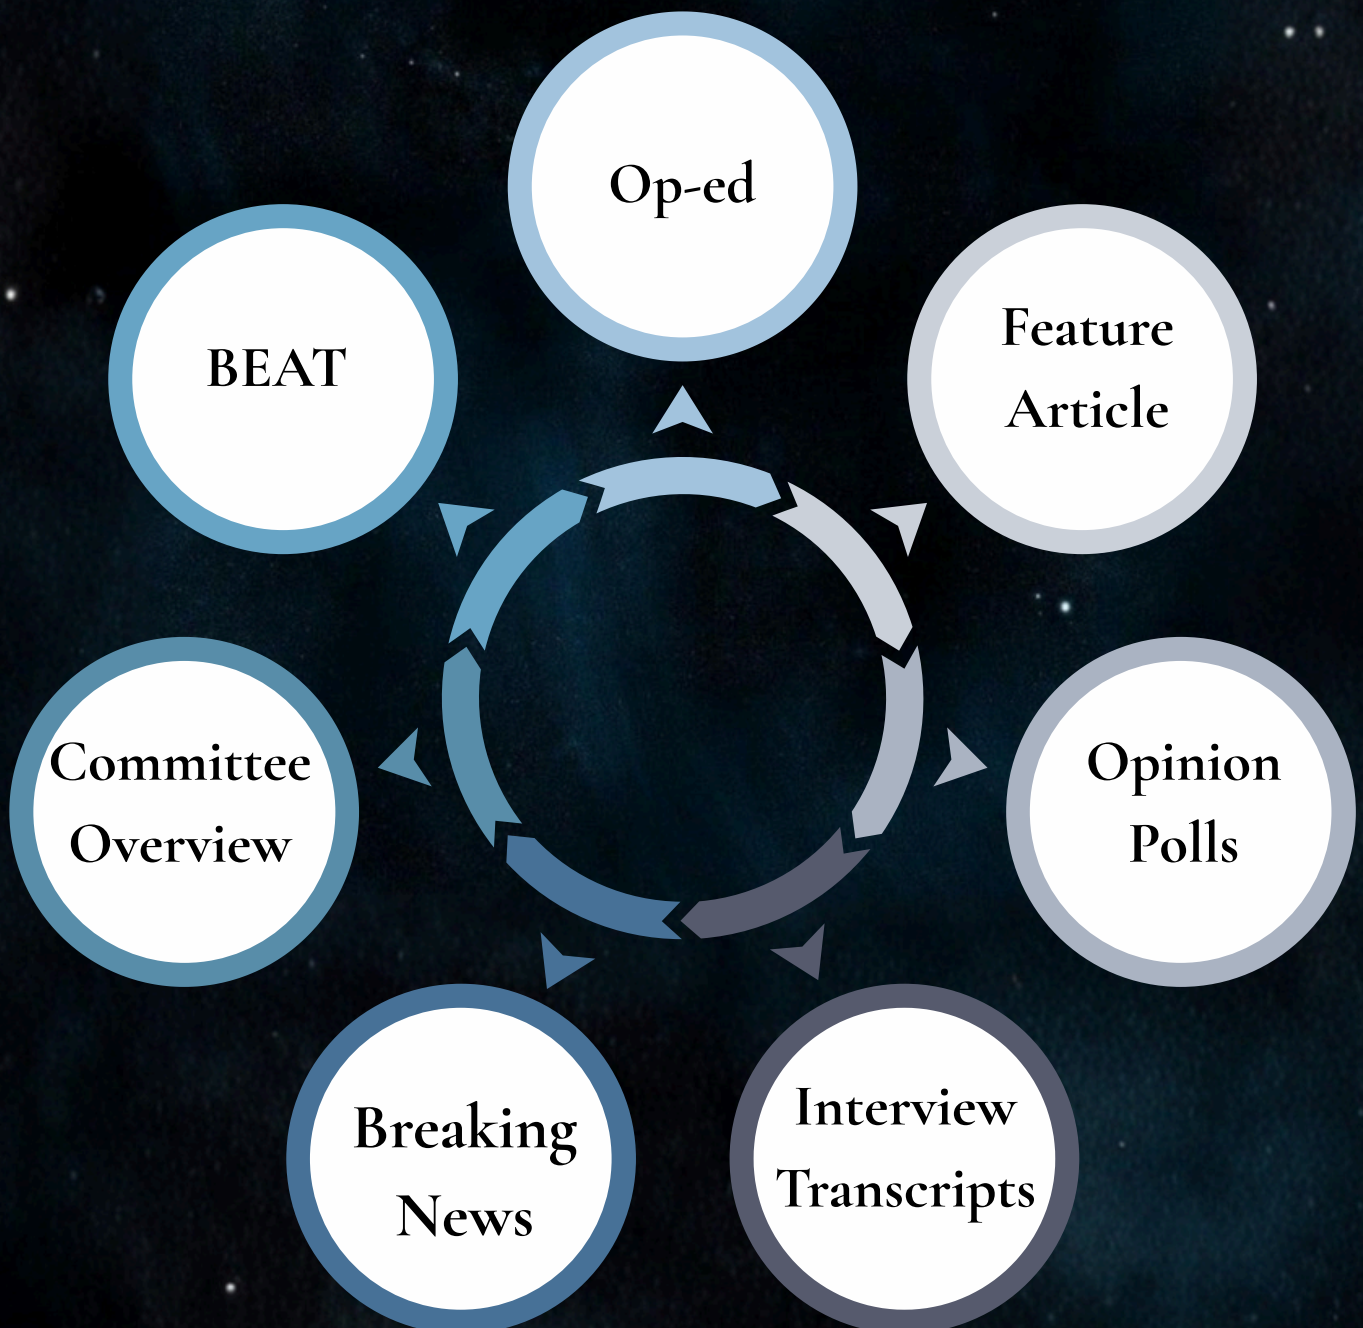 Op-ed
Feature
Article
Opinion
Polls
Interview
Transcripts
Breaking
News
Committee
Overview
BEAT